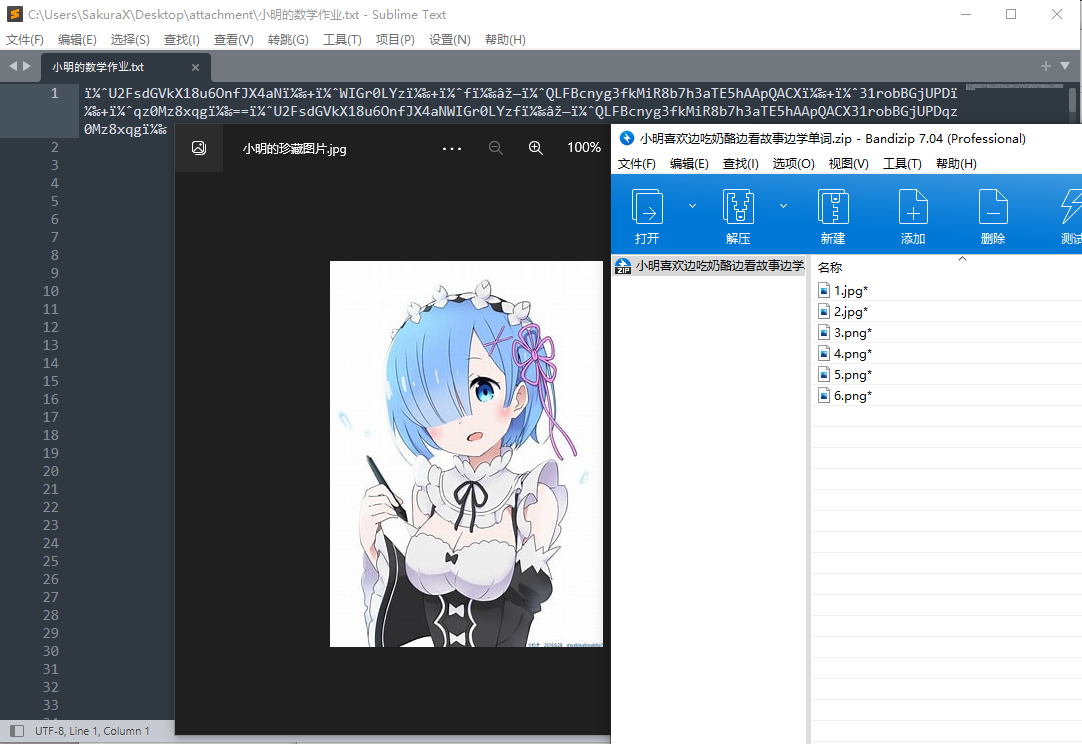 C:\Users\SakuraX\Desktop\attachment\小明的数学作业.txt - Sublime Text
文件(F) 编辑(E) 选择(S) 查找(I) 查看(V) 转跳(G) 工具(T) 项目(P) 设置(N) 帮助(H)
小明的数学作业.txt
1 ï¼ˆU2FsdGVkX18u6OnfJX4aNï¼‰+ï¼ˆWIGr0LYzï¼‰+ï¼ˆfï¼‰âž—ï¼ˆQLFBcnyg3fkMiR8b7h3aTE5hAApQACXï¼‰+ï¼ˆ31robBGjUPDï
¼‰+ï¼ˆqz0Mz8xqgï¼‰==ï¼ˆU2FsdGVkX18u6OnfJX4aNWIGr0LYzfï¼‰âž—ï¼ˆQLFBcnyg3fkMiR8b7h3aTE5hAApQACX31robBGjUPDqz
0Mz8xqgï¼‰
2
3
4
5
6
7
8
9
10
11
12
13
14
15
16
17
18
19
20
21
22
23
24
25
26
27
28
29
30
31
32
33
UTF-8, Line 1, Column 1
小明的珍藏图片.jpg
100%
小明喜欢边吃奶酪边看故事边学单词.zip - Bandizip 7.04 (Professional)
文件(F) 编辑(E) 查找(I) 选项(O) 视图(V) 工具(T) 帮助(H)
打开 解压 新建 添加 删除 测试
ZIP 小明喜欢边吃奶酪边看故事边学
名称
1.jpg*
2.jpg*
3.png*
4.png*
5.png*
6.png*